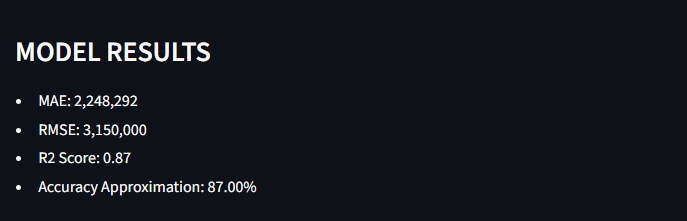 MODEL RESULTS
• MAE: 2,248,292
• RMSE: 3,150,000
• R2 Score: 0.87
• Accuracy Approximation: 87.00%